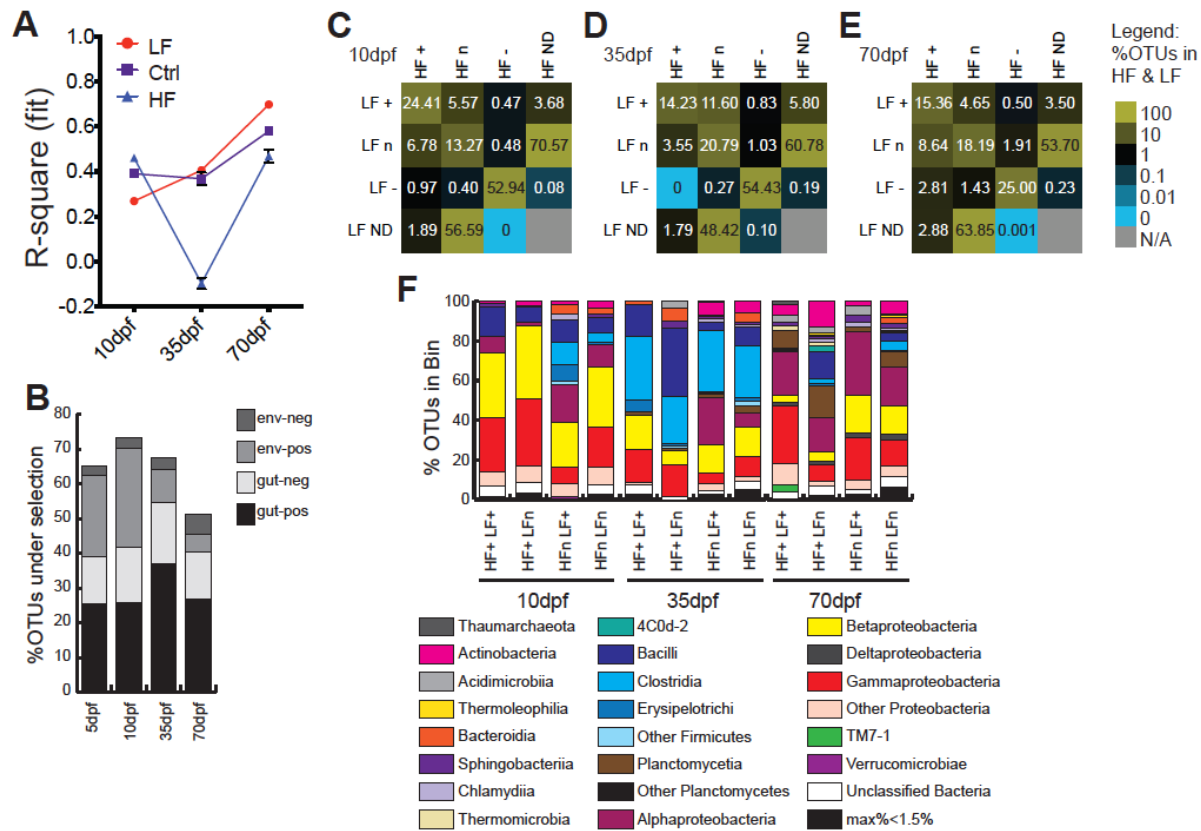 A
R-square (fit)
1.0
0.8
0.6
0.4
0.2
0.0
-0.2
LF
Ctrl
HF
10dpf
35dpf
70dpf
B
%OTUs under selection
80
70
60
50
40
30
20
10
0
env-neg
env-pos
gut-neg
gut-pos
5dpf
10dpf
35dpf
70dpf
C
10dpf
HF + HF n HF - HF ND
LF + 24.41 5.57 0.47 3.68
LF n 6.78 13.27 0.48 70.57
LF - 0.97 0.40 52.94 0.08
LF ND 1.89 56.59 0
D
35dpf
HF + HF n HF - HF ND
LF + 14.23 11.60 0.83 5.80
LF n 3.55 20.79 1.03 60.78
LF - 0 0.27 54.43 0.19
LF ND 1.79 48.42 0.10
E
70dpf
HF + HF n HF - HF ND
LF + 15.36 4.65 0.50 3.50
LF n 8.64 18.19 1.91 53.70
LF - 2.81 1.43 25.00 0.23
LF ND 2.88 63.85 0.001
Legend:
%OTUs in
HF & LF
100
10
1
0.1
0.01
0
N/A
F
% OTUs in Bin
100
80
60
40
20
0
HF+ LF+
HF+ LFn
HFn LF+
HFn LFn
HF+ LF+
HF+ LFn
HFn LF+
HFn LFn
HF+ LF+
HF+ LFn
HFn LF+
HFn LFn
10dpf
35dpf
70dpf
Thaumarchaeota
Actinobacteria
Acidimicrobiia
Thermoleophilia
Bacteroidia
Sphingobacteriia
Chlamydiia
Thermomicrobia
4C0d-2
Bacilli
Clostridia
Erysipelotrichi
Other Firmicutes
Planctomycetia
Other Planctomycetes
Alphaproteobacteria
Betaproteobacteria
Deltaproteobacteria
Gammaproteobacteria
Other Proteobacteria
TM7-1
Verrucomicrobiae
Unclassified Bacteria
max%<1.5%